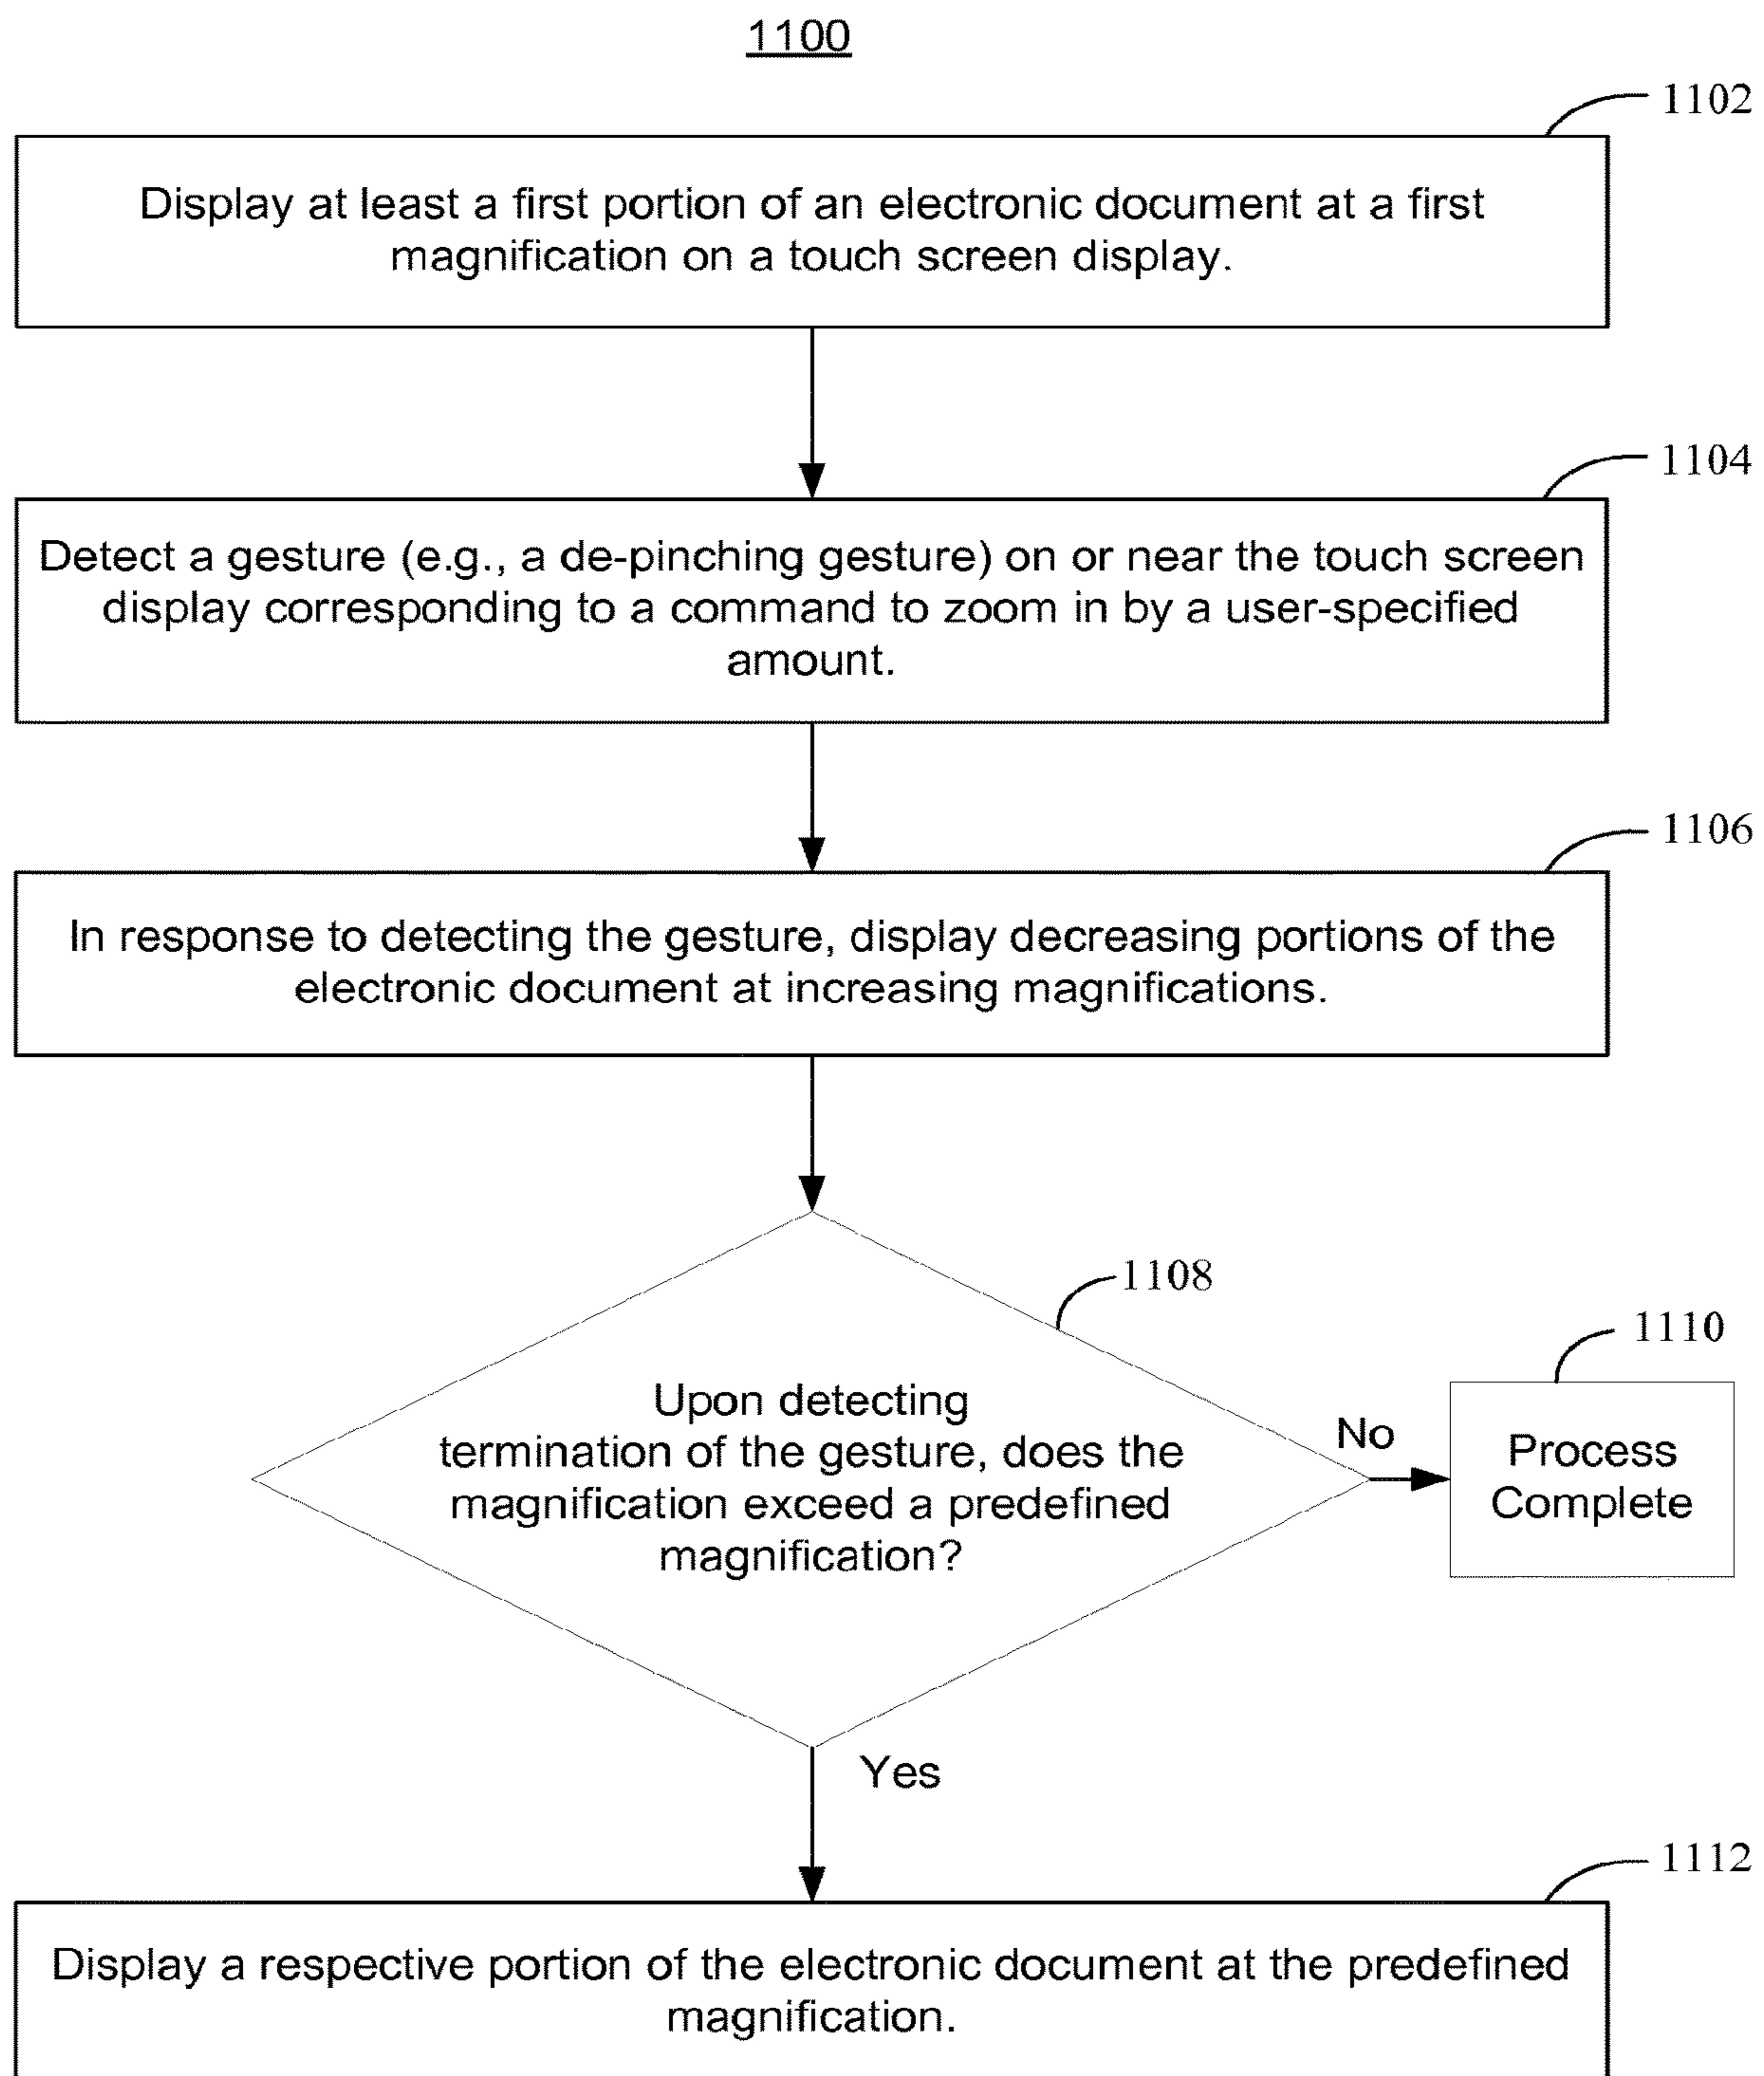 1100
1102
Display at least a first portion of an electronic document at a first
magnification on a touch screen display.
1104
Detect a gesture (e.g., a de-pinching gesture) on or near the touch screen
display corresponding to a command to zoom in by a user-specified
amount.
1106
In response to detecting the gesture, display decreasing portions of the
electronic document at increasing magnifications.
1108
Upon detecting
termination of the gesture, does the
magnification exceed a predefined
magnification?
No
1110
Process
Complete
Yes
1112
Display a respective portion of the electronic document at the predefined
magnification.